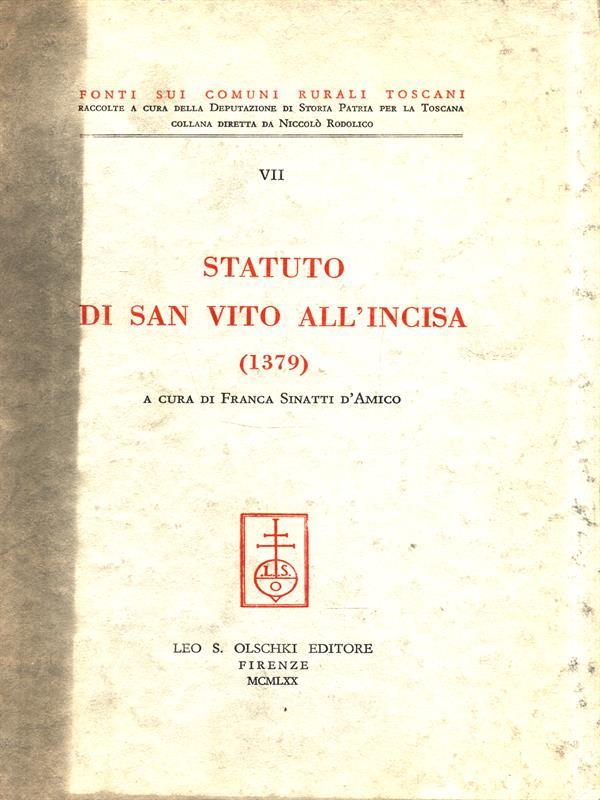 FONTI SUI COMUNI RURALI TOSCANI
RACCOLTE A CURA DELLA DEPUTAZIONE DI STORIA PATRIA PER LA TOSCANA
COLLANA DIRETTA DA NICCOLÒ RODOLICO
VII
STATUTO
DI SAN VITO ALL'INCISA
(1379)
A CURA DI FRANCA SINATTI D'AMICO
.L.S.
O
LEO S. OLSCHKI EDITORE
FIRENZE
MCMLXX